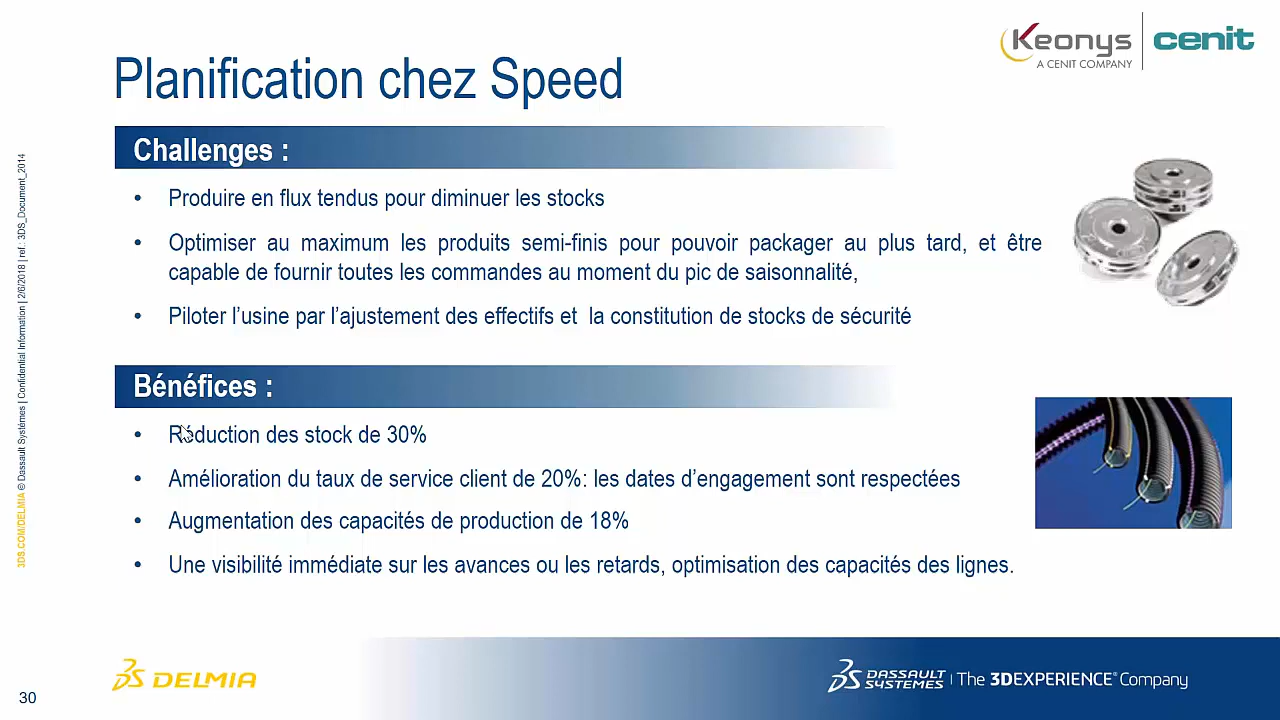 Keonys
A CENIT COMPANY
cenit
Planification chez Speed
Challenges :
• Produire en flux tendus pour diminuer les stocks
• Optimiser au maximum les produits semi-finis pour pouvoir packager au plus tard, et être
capable de fournir toutes les commandes au moment du pic de saisonnalité,
• Piloter l’usine par l’ajustement des effectifs et la constitution de stocks de sécurité
Bénéfices :
• Réduction des stock de 30%
• Amélioration du taux de service client de 20%: les dates d’engagement sont respectées
• Augmentation des capacités de production de 18%
• Une visibilité immédiate sur les avances ou les retards, optimisation des capacités des lignes.
3DS.COM/DELMIA © Dassault Systèmes | Confidential Information | 2/6/2018 | ref.: 3DS_Document_2014
30
DELMIA
DASSAULT SYSTEMES | The 3DEXPERIENCE® Company